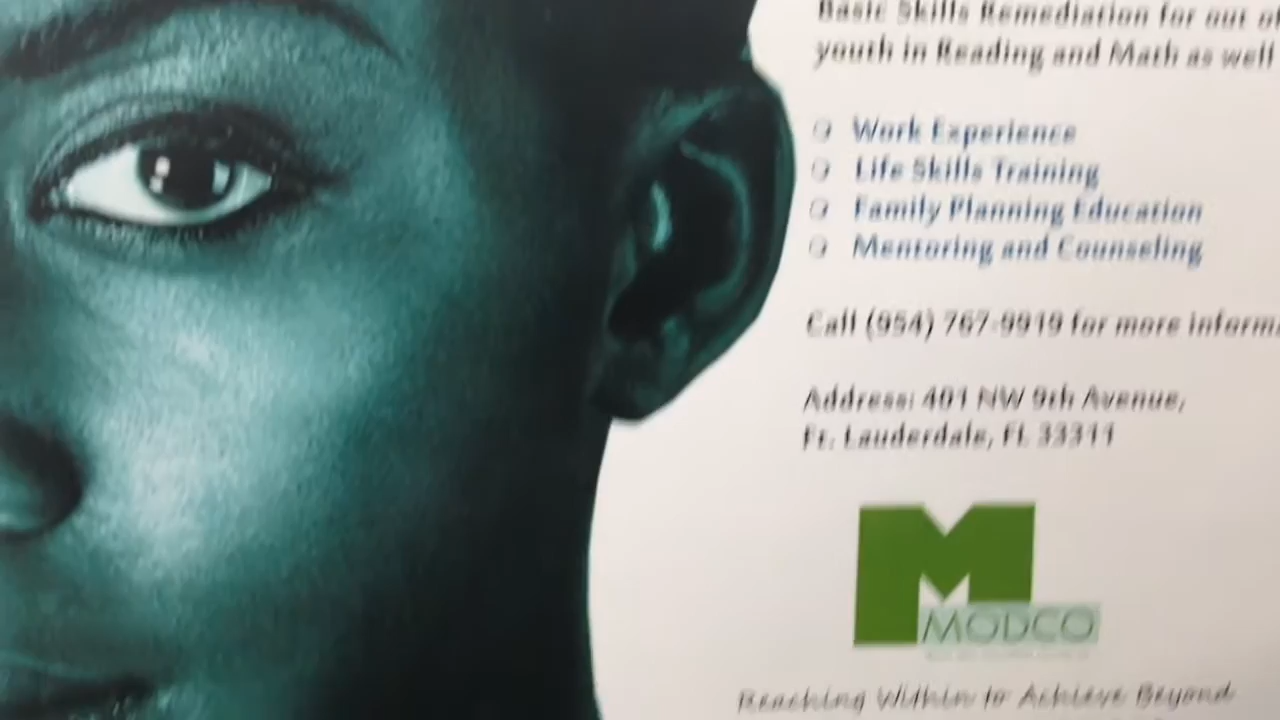 Basic Skills Remediation for out of
youth in Reading and Math as well
Work Experience
Life Skills Training
Family Planning Education
Mentoring and Counseling
Call (954) 767-9919 for more informa
Address: 401 NW 9th Avenue,
Ft. Lauderdale, FL 33311
MODCO
Reaching Within to Achieve Beyond